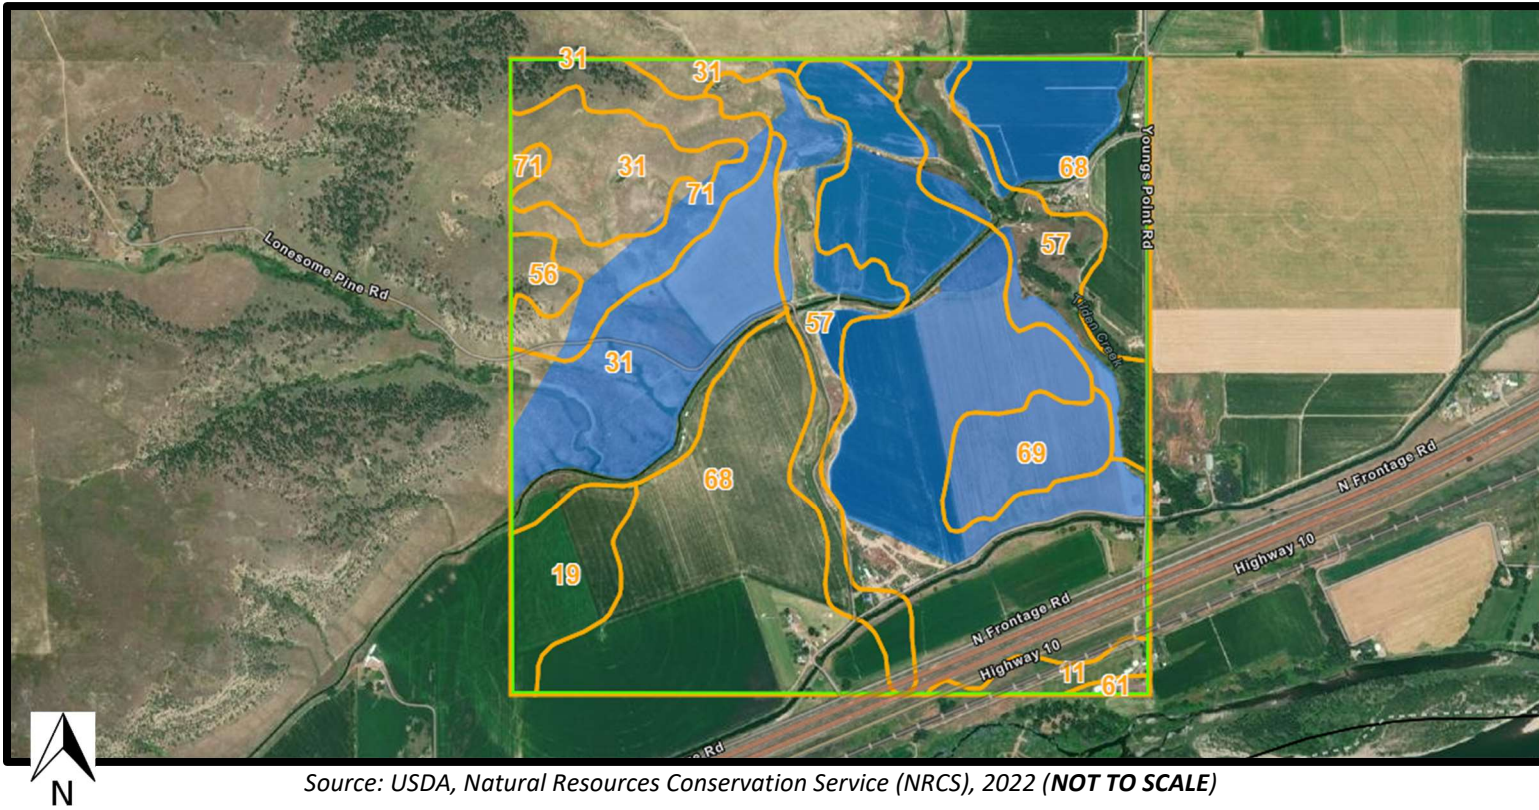 31
31
Youngs Point Rd
71
31
68
71
Lonesome Pine Rd
57
56
57
31
69
68
N Frontage Rd
19
Highway 10
N Frontage Rd
Highway 10
11
61
Rd
N
Source: USDA, Natural Resources Conservation Service (NRCS), 2022 (NOT TO SCALE)